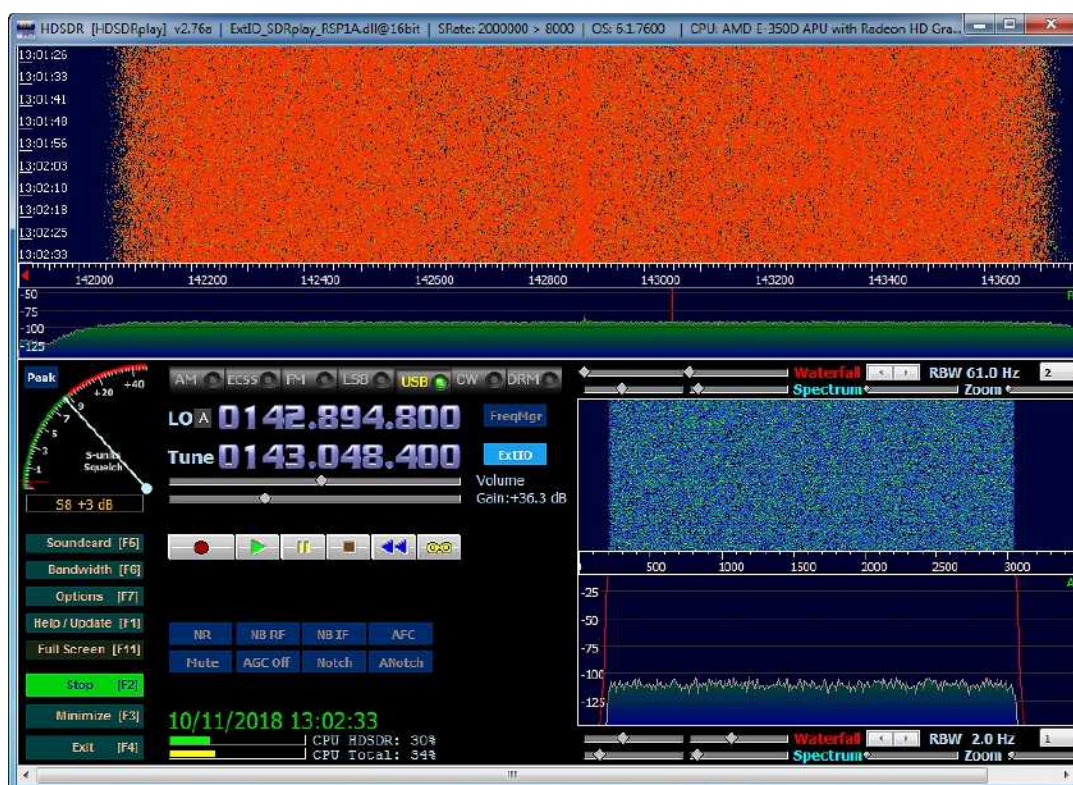 HDSDR [HDSDRplay] v2.76a | ExtIO_SDRplay_RSP1A.dll@16bit | SRate: 2000000 > 8000 | OS: 6.1.7600 | CPU: AMD E-350D APU with Radeon HD Gra...
13:01:26
13:01:33
13:01:41
13:01:48
13:01:56
13:02:03
13:02:10
13:02:18
13:02:25
13:02:33
142000 142200 142400 142600 142800 143000 143200 143400 143600
-50
-75
-100
-125
Peak
+20 +40
1 3 5 7 9
S-units
Squelch
S8 +3 dB
AM ECSS FM LSB USB CW DRM
LO A 0142.894.800
FreqMgr
Tune 0143.048.400
ExtIO
Volume
Gain:+36.3 dB
Waterfall RBW 61.0 Hz 2
Spectrum Zoom
Soundcard [F5]
Bandwidth [F6]
Options [F7]
Help / Update [F1]
Full Screen [F11]
Stop [F2]
Minimize [F3]
Exit [F4]
NR NB RF NB IF AFC
Mute AGC Off Notch ANotch
10/11/2018 13:02:33
CPU HDSDR: 30%
CPU Total: 34%
500 1000 1500 2000 2500 3000
-25
-50
-75
-100
-125
Waterfall RBW 2.0 Hz 1
Spectrum Zoom